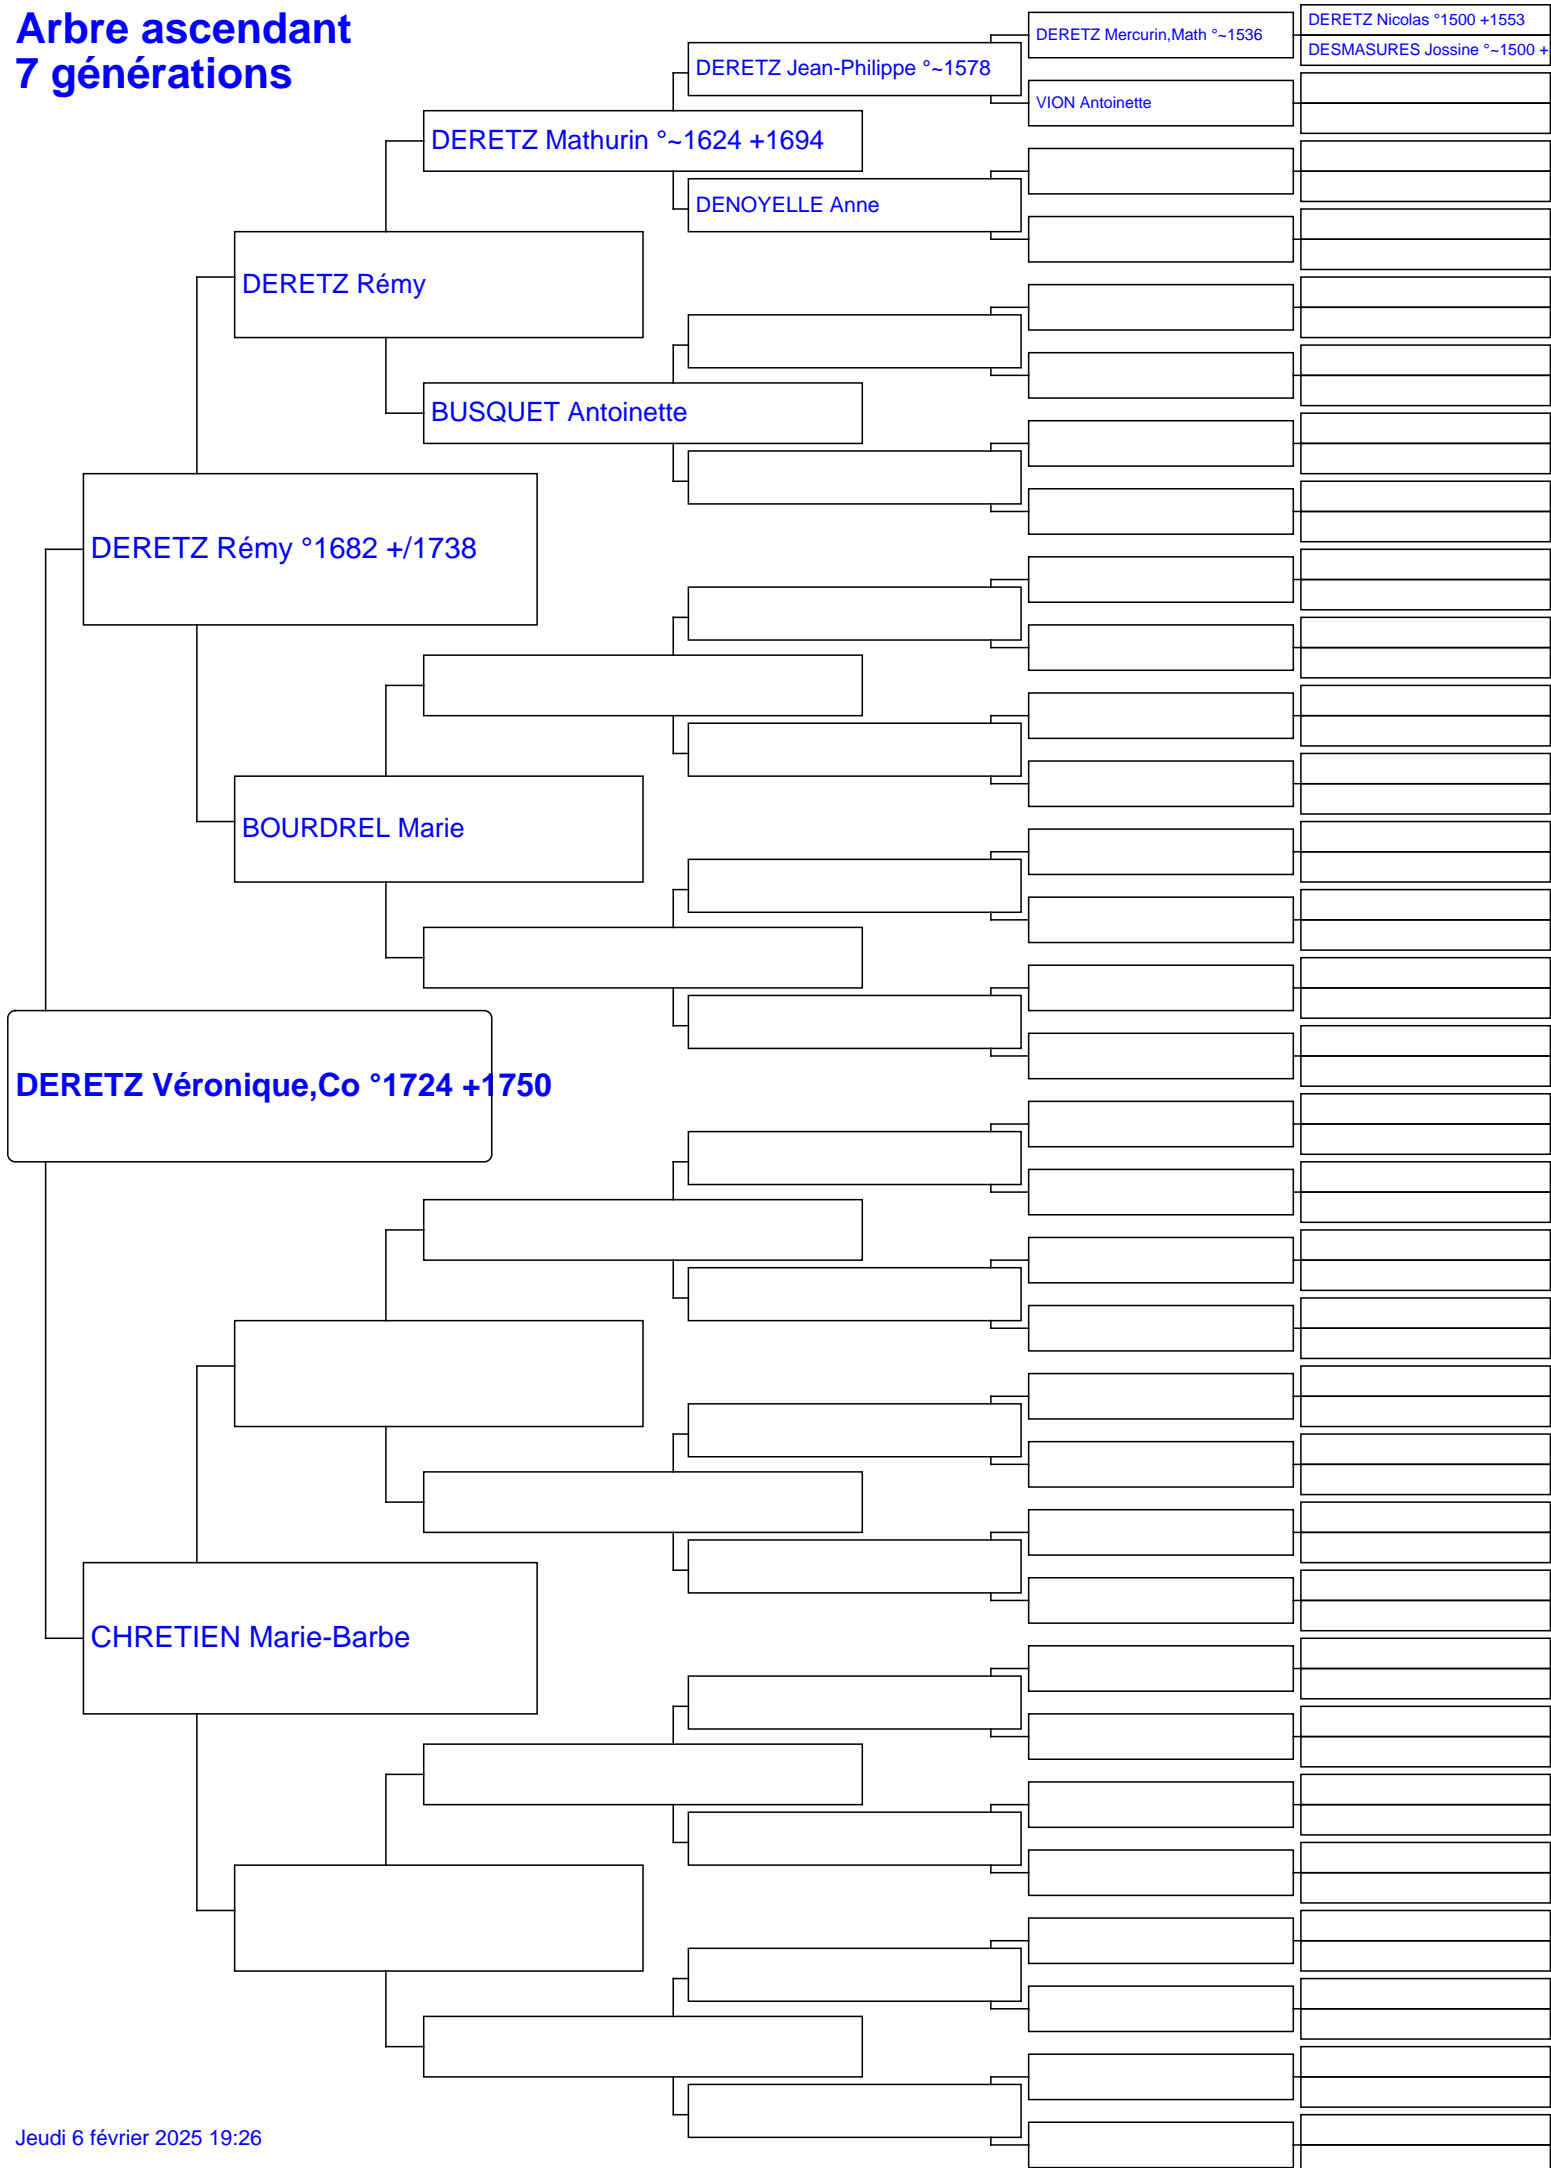 Arbre ascendant
7 générations
DERETZ Nicolas °1500 +1553
DERETZ Mercurin,Math °~1536
DESMASURES Jossine °~1500 +
DERETZ Jean-Philippe °~1578
VION Antoinette
DERETZ Mathurin °~1624 +1694
DENOYELLE Anne
DERETZ Rémy
BUSQUET Antoinette
DERETZ Rémy °1682 +/1738
BOURDREL Marie
DERETZ Véronique,Co °1724 +1750
CHRETIEN Marie-Barbe
Jeudi 6 février 2025 19:26